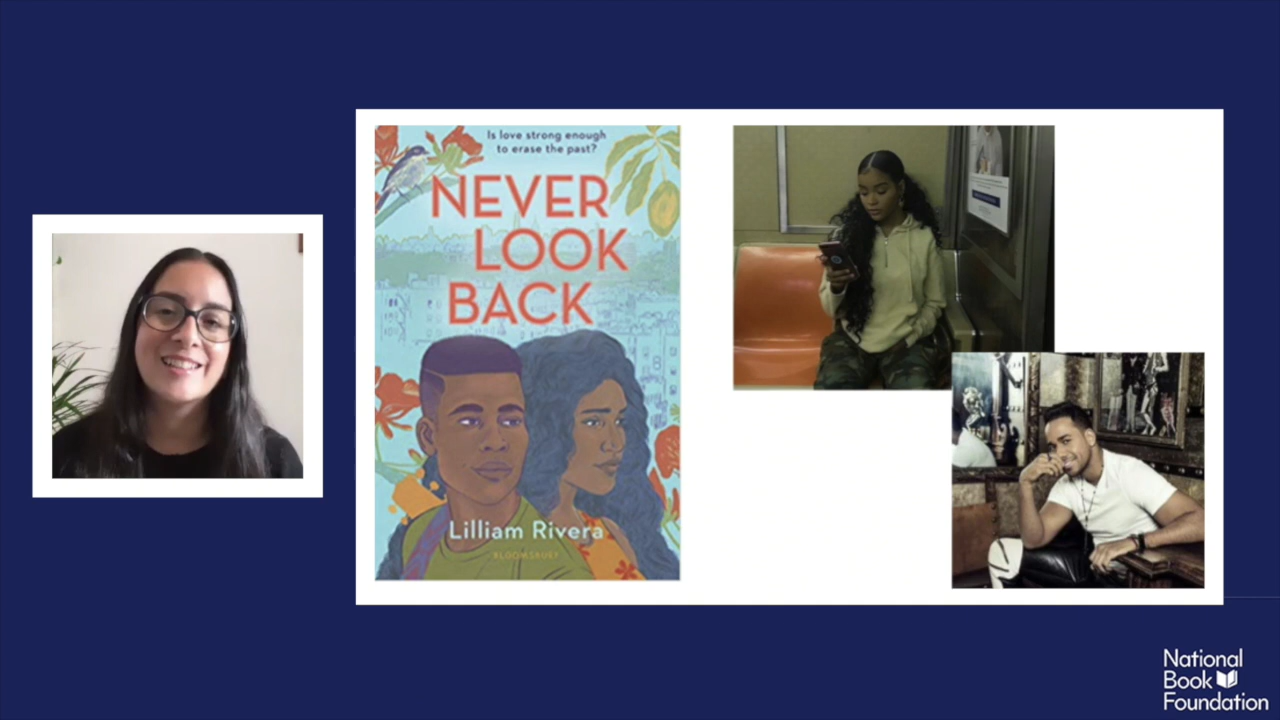 Is love strong enough
to erase the past?
NEVER
LOOK
BACK
Lilliam Rivera
BLOOMSBURY
National
Book
Foundation